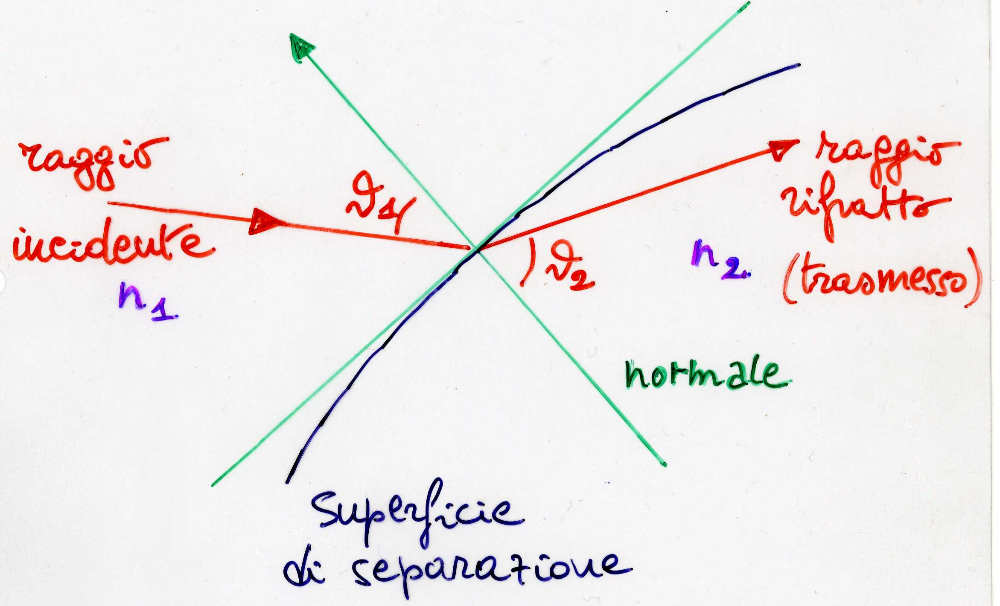 raggio
incidente
n1
ϑ1
ϑ2
n2
raggio
rifratto
(trasmesso)
normale
superficie
di separazione